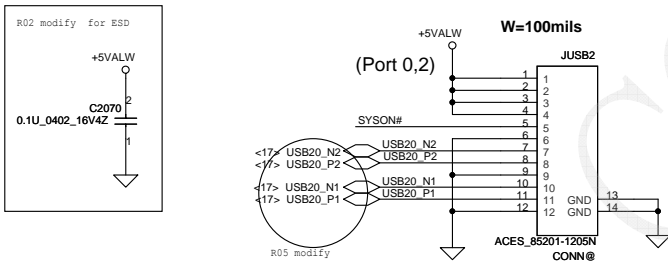 R02 modify for ESD
+5VALW
C2070
0.1U_0402_16V4Z
2
1
W=100mils
+5VALW
JUSB2
(Port 0,2)
1 1
2 2
3 3
4 4
SYSON# 5 5
6 6
<17> USB20_N2 USB20_N2 7 7
<17> USB20_P2 USB20_P2 8 8
9 9
<17> USB20_N1 USB20_N1 10 10
<17> USB20_P1 USB20_P1 11 11 GND 13
12 12 GND 14
R05 modify
ACES_85201-1205N
CONN@